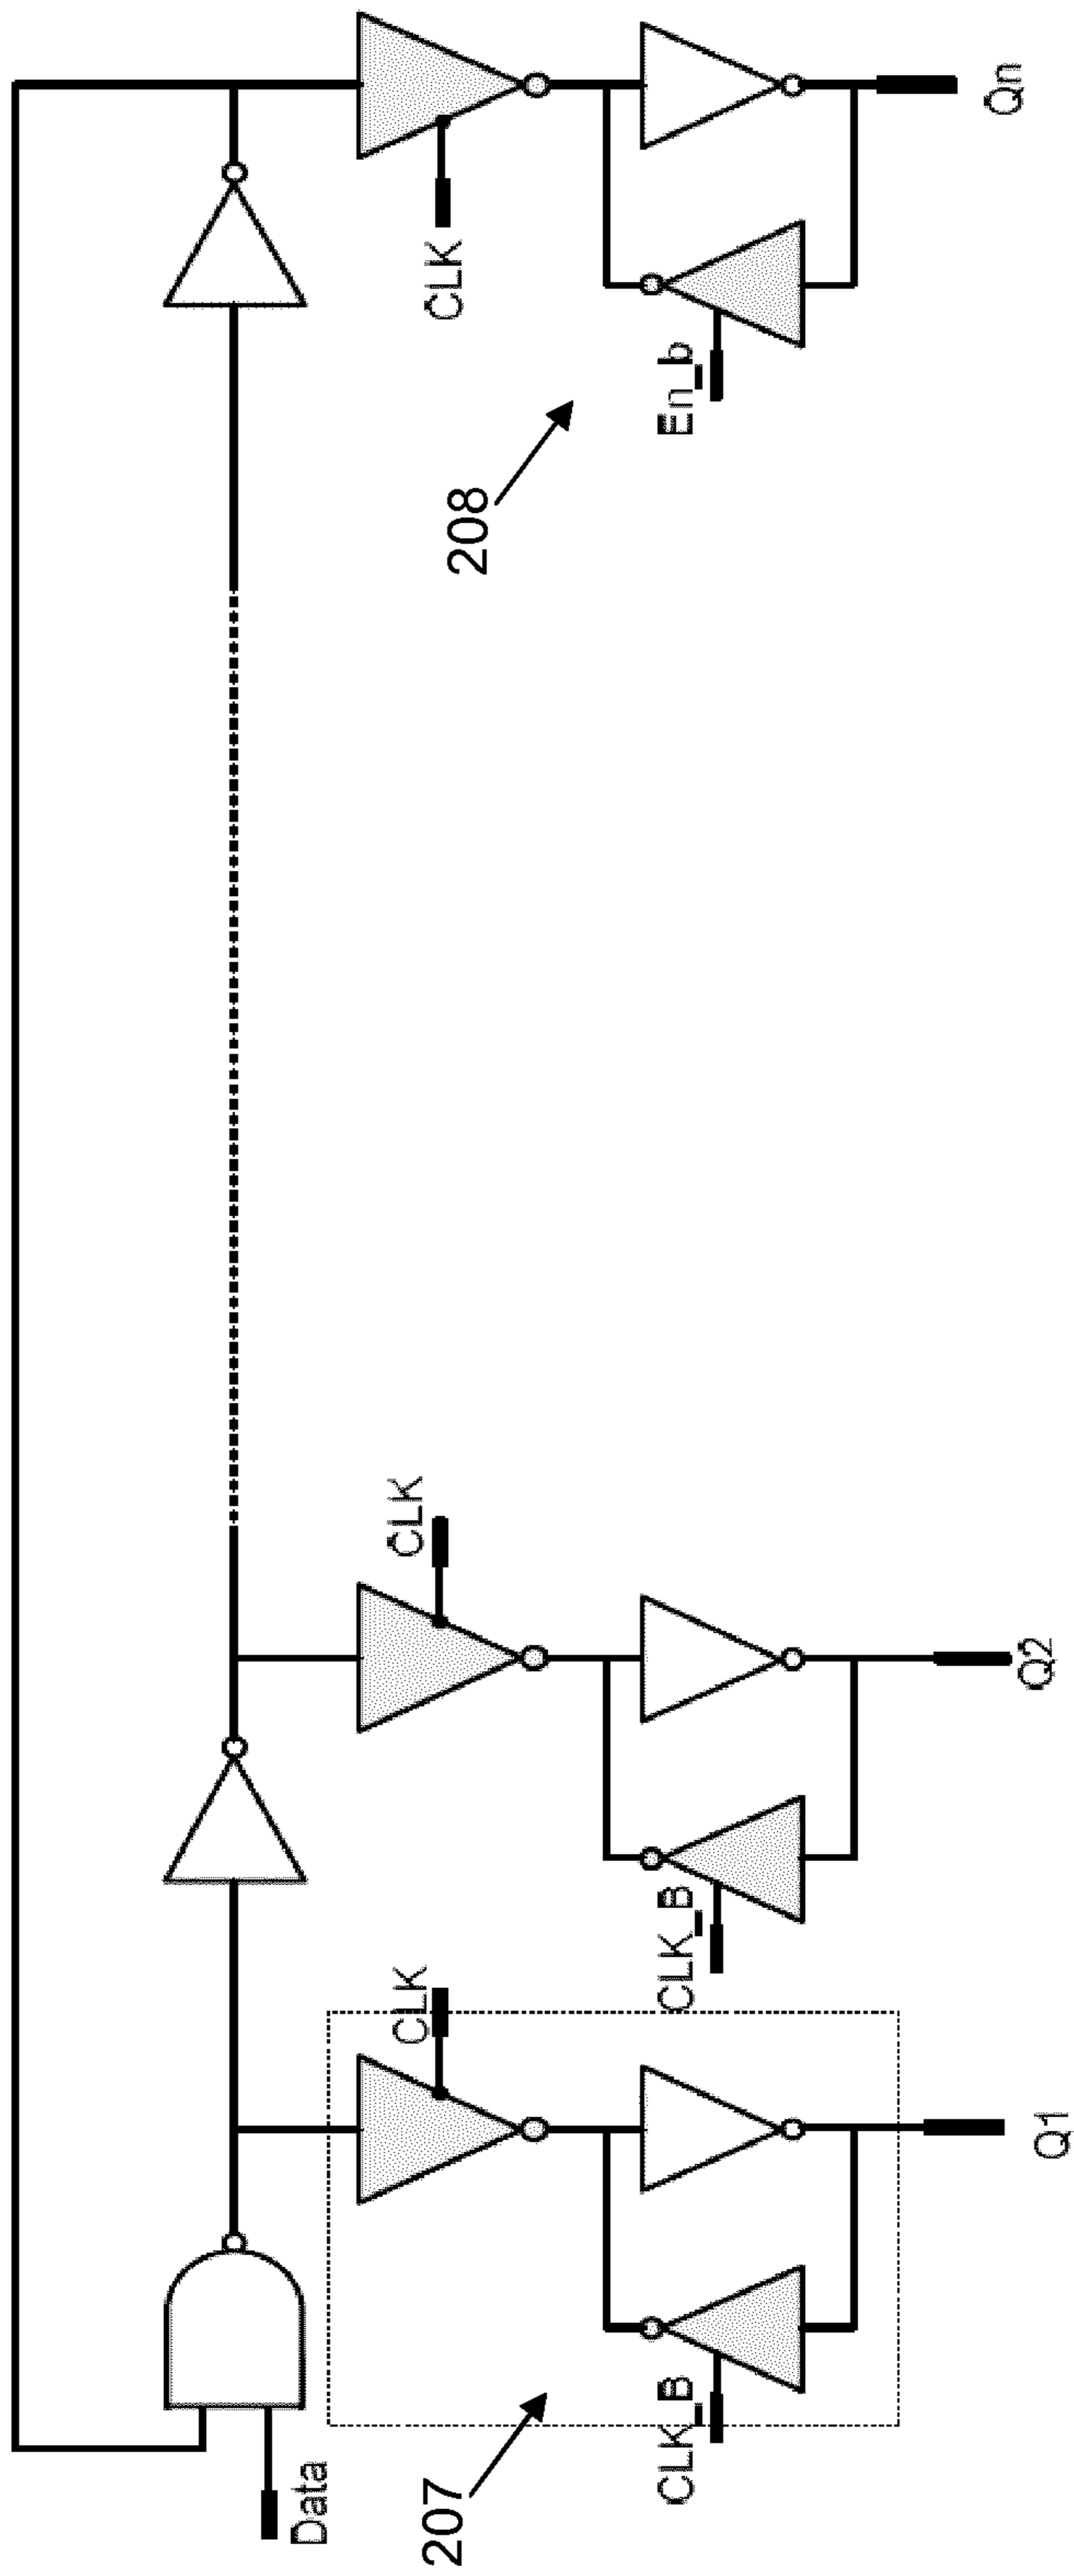 Data
207
CLK_B
CLK
Q1
CLK_B
CLK
Q2
208
En_b
CLK
Qn